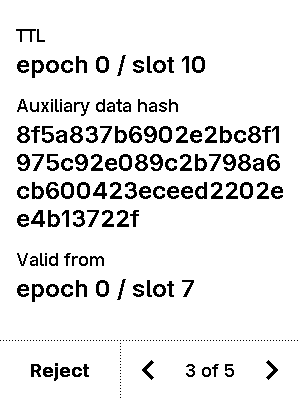 TTL
epoch 0 / slot 10
Auxiliary data hash
8f5a837b6902e2bc8f1
975c92e089c2b798a6
cb600423eceed2202e
e4b13722f
Valid from
epoch 0 / slot 7
Reject
3 of 5